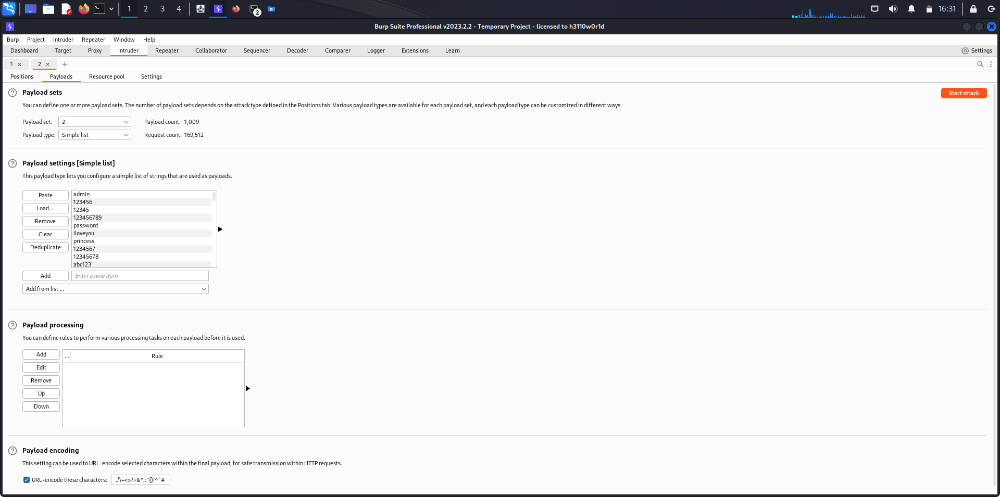 1 2 3 4 2 16:31
Burp Suite Professional v2023.2.2 - Temporary Project - licensed to h3110w0r1d
Burp Project Intruder Repeater Window Help
Dashboard Target Proxy Intruder Repeater Collaborator Sequencer Decoder Comparer Logger Extensions Learn Settings
1 × 2 × +
Positions Payloads Resource pool Settings
? Payload sets Start attack
You can define one or more payload sets. The number of payload sets depends on the attack type defined in the Positions tab. Various payload types are available for each payload set, and each payload type can be customized in different ways.
Payload set: 2 Payload count: 1,009
Payload type: Simple list Request count: 169,512
? Payload settings [Simple list]
This payload type lets you configure a simple list of strings that are used as payloads.
Paste
Load ...
Remove
Clear
Deduplicate
admin
123456
12345
123456789
password
iloveyou
princess
1234567
12345678
abc123
Add Enter a new item
Add from list ...
? Payload processing
You can define rules to perform various processing tasks on each payload before it is used.
Add ... Rule
Edit
Remove
Up
Down
? Payload encoding
This setting can be used to URL-encode selected characters within the final payload, for safe transmission within HTTP requests.
URL-encode these characters: ./\=<>?+&*;:"{}|^`#